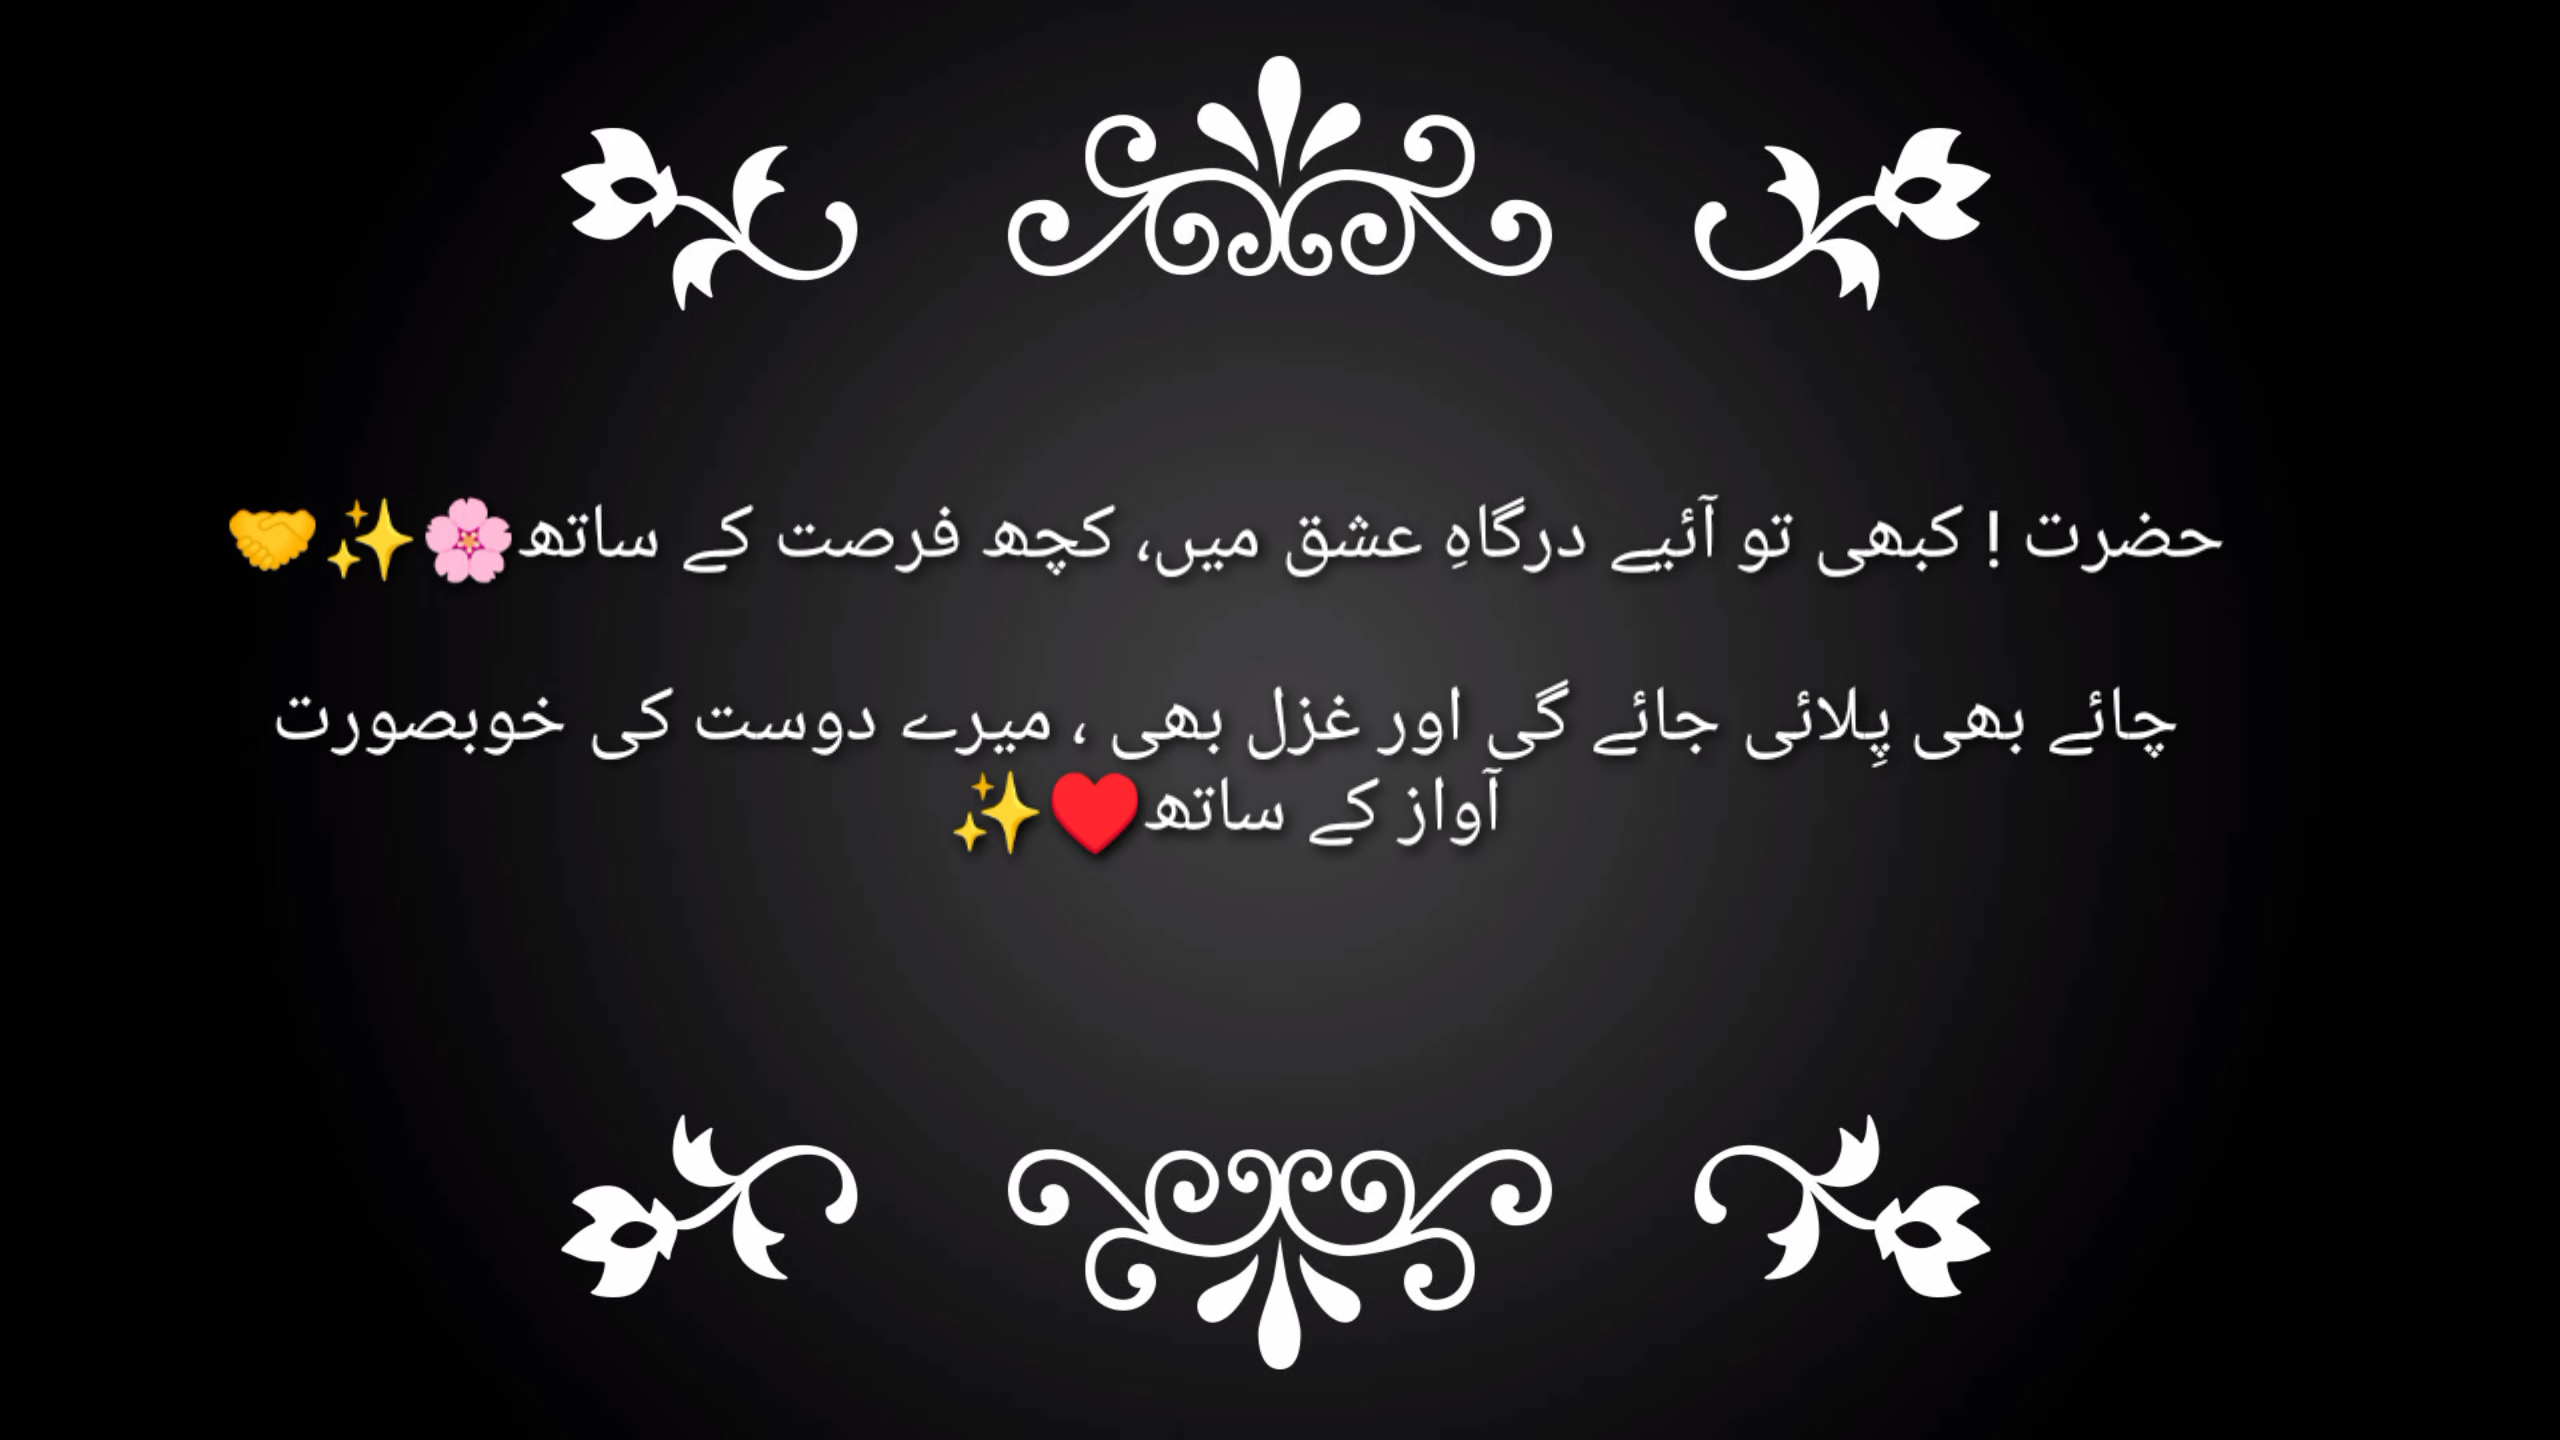 حضرت ! کبھی تو آئیے درگاہِ عشق میں، کچھ فرصت کے ساتھ🌸✨🤝
چائے بھی پِلائی جائے گی اور غزل بھی ، میرے دوست کی خوبصورت
آواز کے ساتھ♥️✨